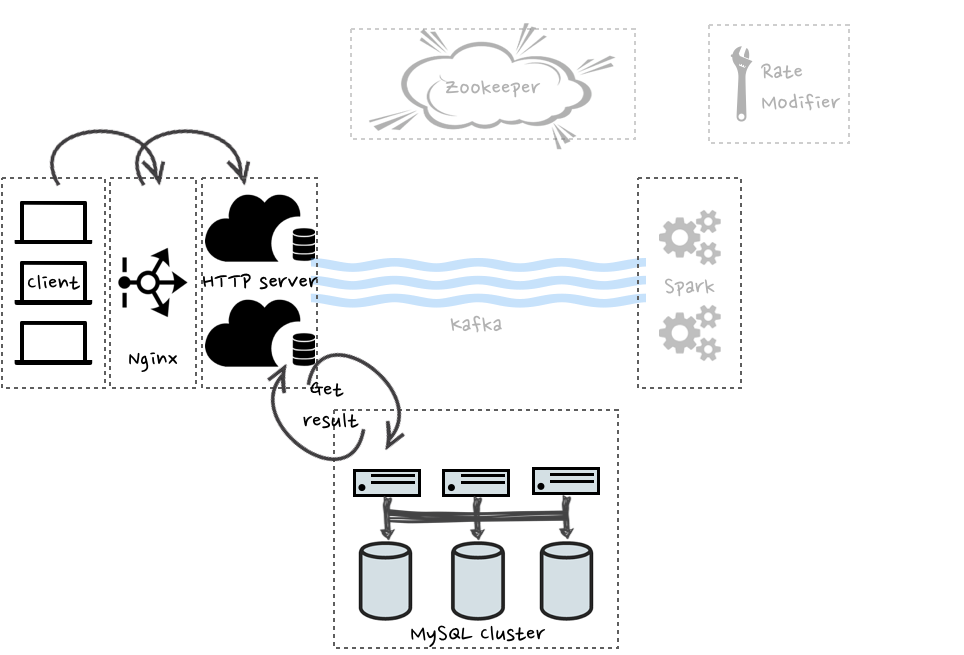 Zookeeper
Rate
Modifier
client
Nginx
HTTP server
Kafka
Spark
Get
result
MySQL cluster